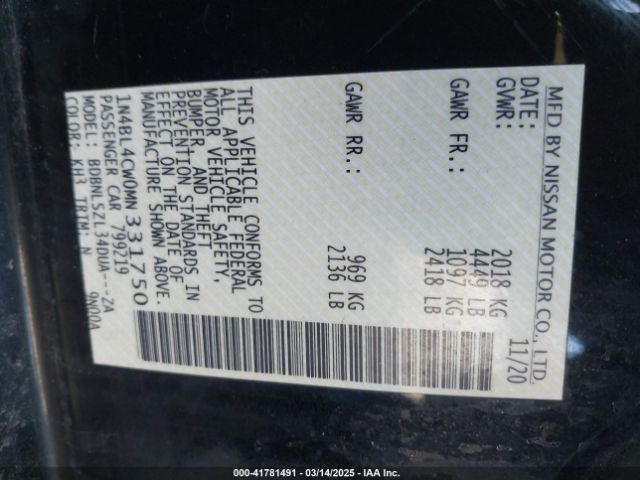 MFD BY NISSAN MOTOR CO., LTD.
DATE: 11/20
GVWR: 2018 KG
4449 LB
GAWR FR.: 1097 KG
2418 LB
GAWR RR.: 969 KG
2136 LB
THIS VEHICLE CONFORMS TO
ALL APPLICABLE FEDERAL
MOTOR VEHICLE SAFETY,
BUMPER, AND THEFT
PREVENTION STANDARDS IN
EFFECT ON THE DATE OF
MANUFACTURE SHOWN ABOVE.
1N4BL4CW0MN331750
PASSENGER CAR 799219
MODEL: BDBNLSZL34DUA---ZA
COLOR: KH3 TRIM: N 9N00A
000-41781491 - 03/14/2025 - IAA Inc.